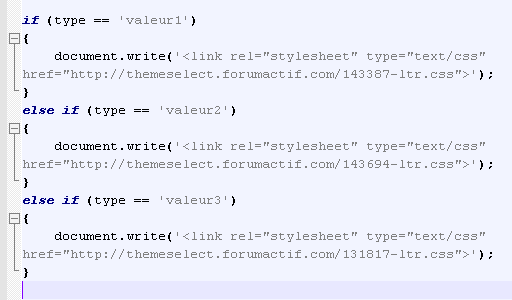 if (type == 'valeur1')
{
    document.write('<link rel="stylesheet" type="text/css"
href="http://themeselect.forumactif.com/143387-ltr.css">');
}
else if (type == 'valeur2')
{
    document.write('<link rel="stylesheet" type="text/css"
href="http://themeselect.forumactif.com/143694-ltr.css">');
}
else if (type == 'valeur3')
{
    document.write('<link rel="stylesheet" type="text/css"
href="http://themeselect.forumactif.com/131817-ltr.css">');
}